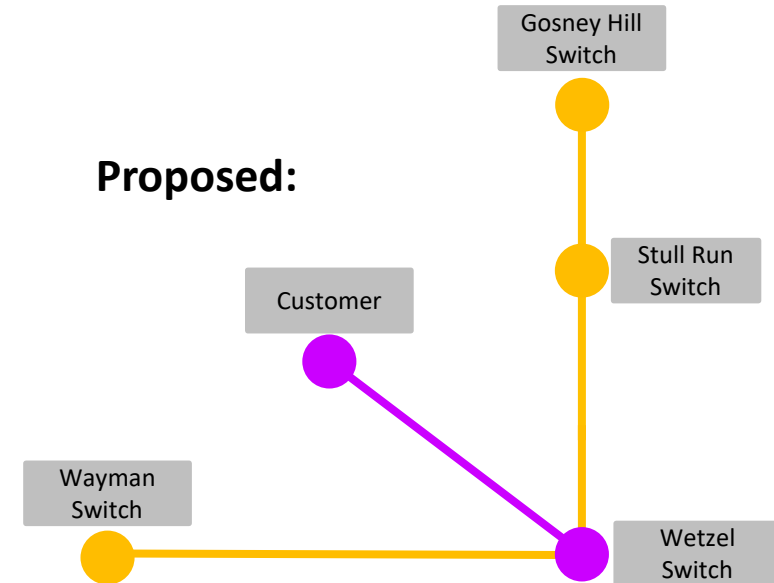 Gosney Hill
Switch
Proposed:
Stull Run
Switch
Customer
Wayman
Switch
Wetzel
Switch